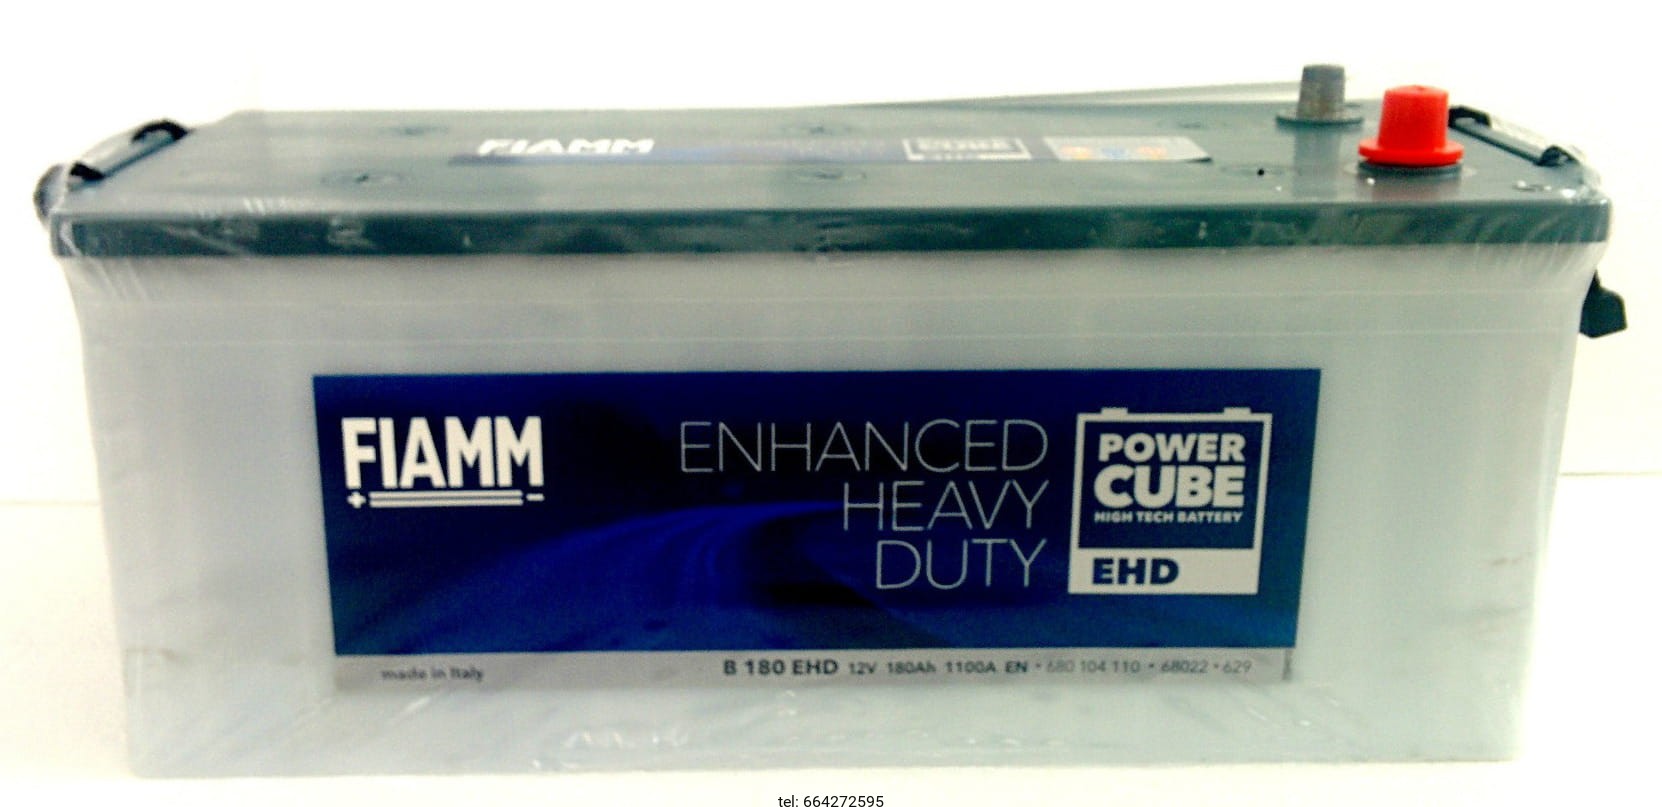 FIAMM
FIAMM
ENHANCED
HEAVY
DUTY
POWER
CUBE
HIGH TECH BATTERY
EHD
made in Italy
B 180 EHD 12V 180Ah 1100A EN • 680 104 110 • 68022 • 629
tel: 664272595